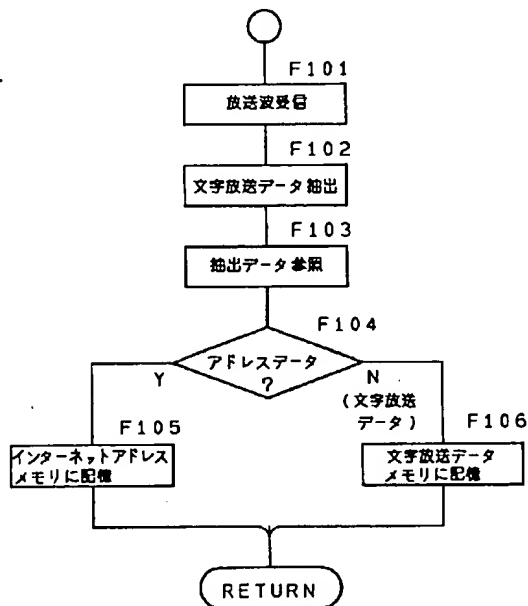 F101
放送波受信
F102
文字放送データ抽出
F103
抽出データ参照
F104
アドレスデータ
?
Y
N
(文字放送
データ)
F105
インターネットアドレス
メモリに記憶
F106
文字放送データ
メモリに記憶
RETURN